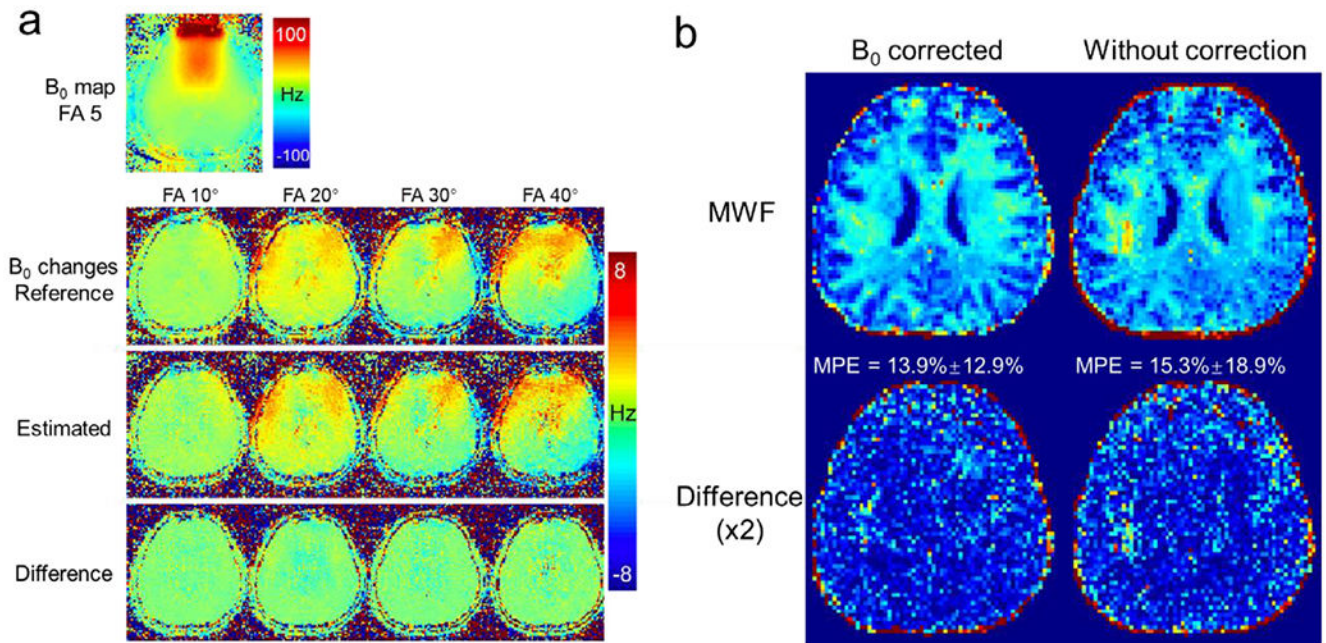 a
B₀ map
FA 5
100
Hz
-100
FA 10° FA 20° FA 30° FA 40°
B₀ changes
Reference
Estimated
Difference
8
Hz
-8
b
B₀ corrected Without correction
MWF
MPE = 13.9%±12.9% MPE = 15.3%±18.9%
Difference
(x2)